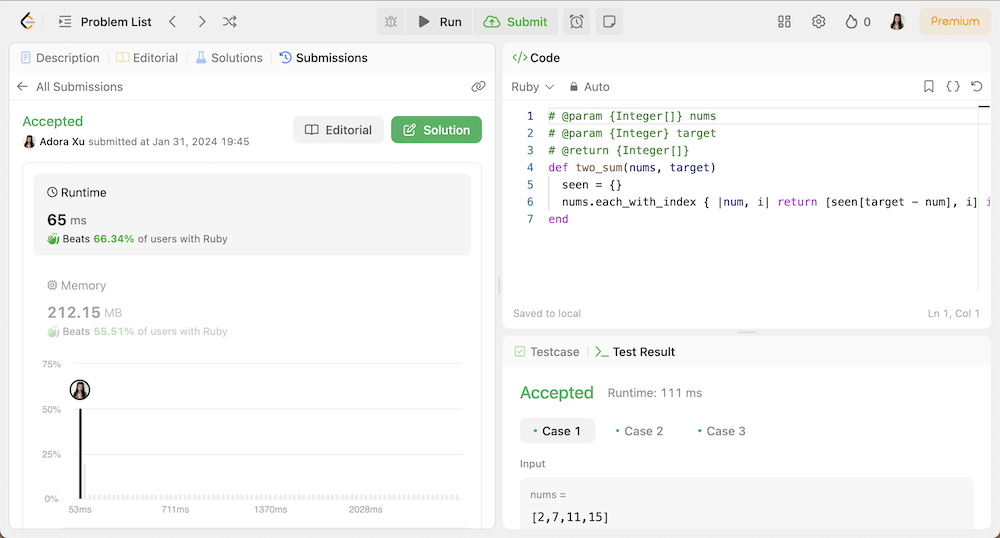 Problem List
Run
Submit
0
Premium
Description
Editorial
Solutions
Submissions
All Submissions
Accepted
Adora Xu submitted at Jan 31, 2024 19:45
Editorial
Solution
Runtime
65 ms
Beats 66.34% of users with Ruby
Memory
212.15 MB
Beats 55.51% of users with Ruby
75%
50%
25%
0%
53ms 711ms 1370ms 2028ms
</> Code
Ruby
Auto
1 # @param {Integer[]} nums
2 # @param {Integer} target
3 # @return {Integer[]}
4 def two_sum(nums, target)
5 seen = {}
6 nums.each_with_index { |num, i| return [seen[target - num], i] i
7 end
Saved to local
Ln 1, Col 1
Testcase
Test Result
Accepted Runtime: 111 ms
• Case 1 • Case 2 • Case 3
Input
nums =
[2,7,11,15]